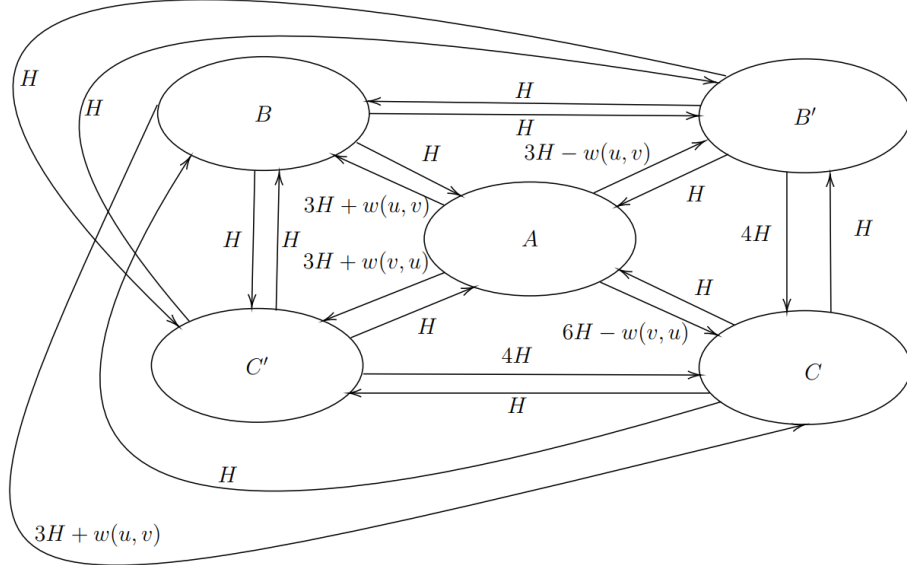 H
H
H
B
B'
H
H
3H − w(u, v)
H
3H + w(u, v)
A
H
H
H
4H
H
3H + w(v, u)
H
H
6H − w(v, u)
C'
4H
C
H
H
3H + w(u, v)